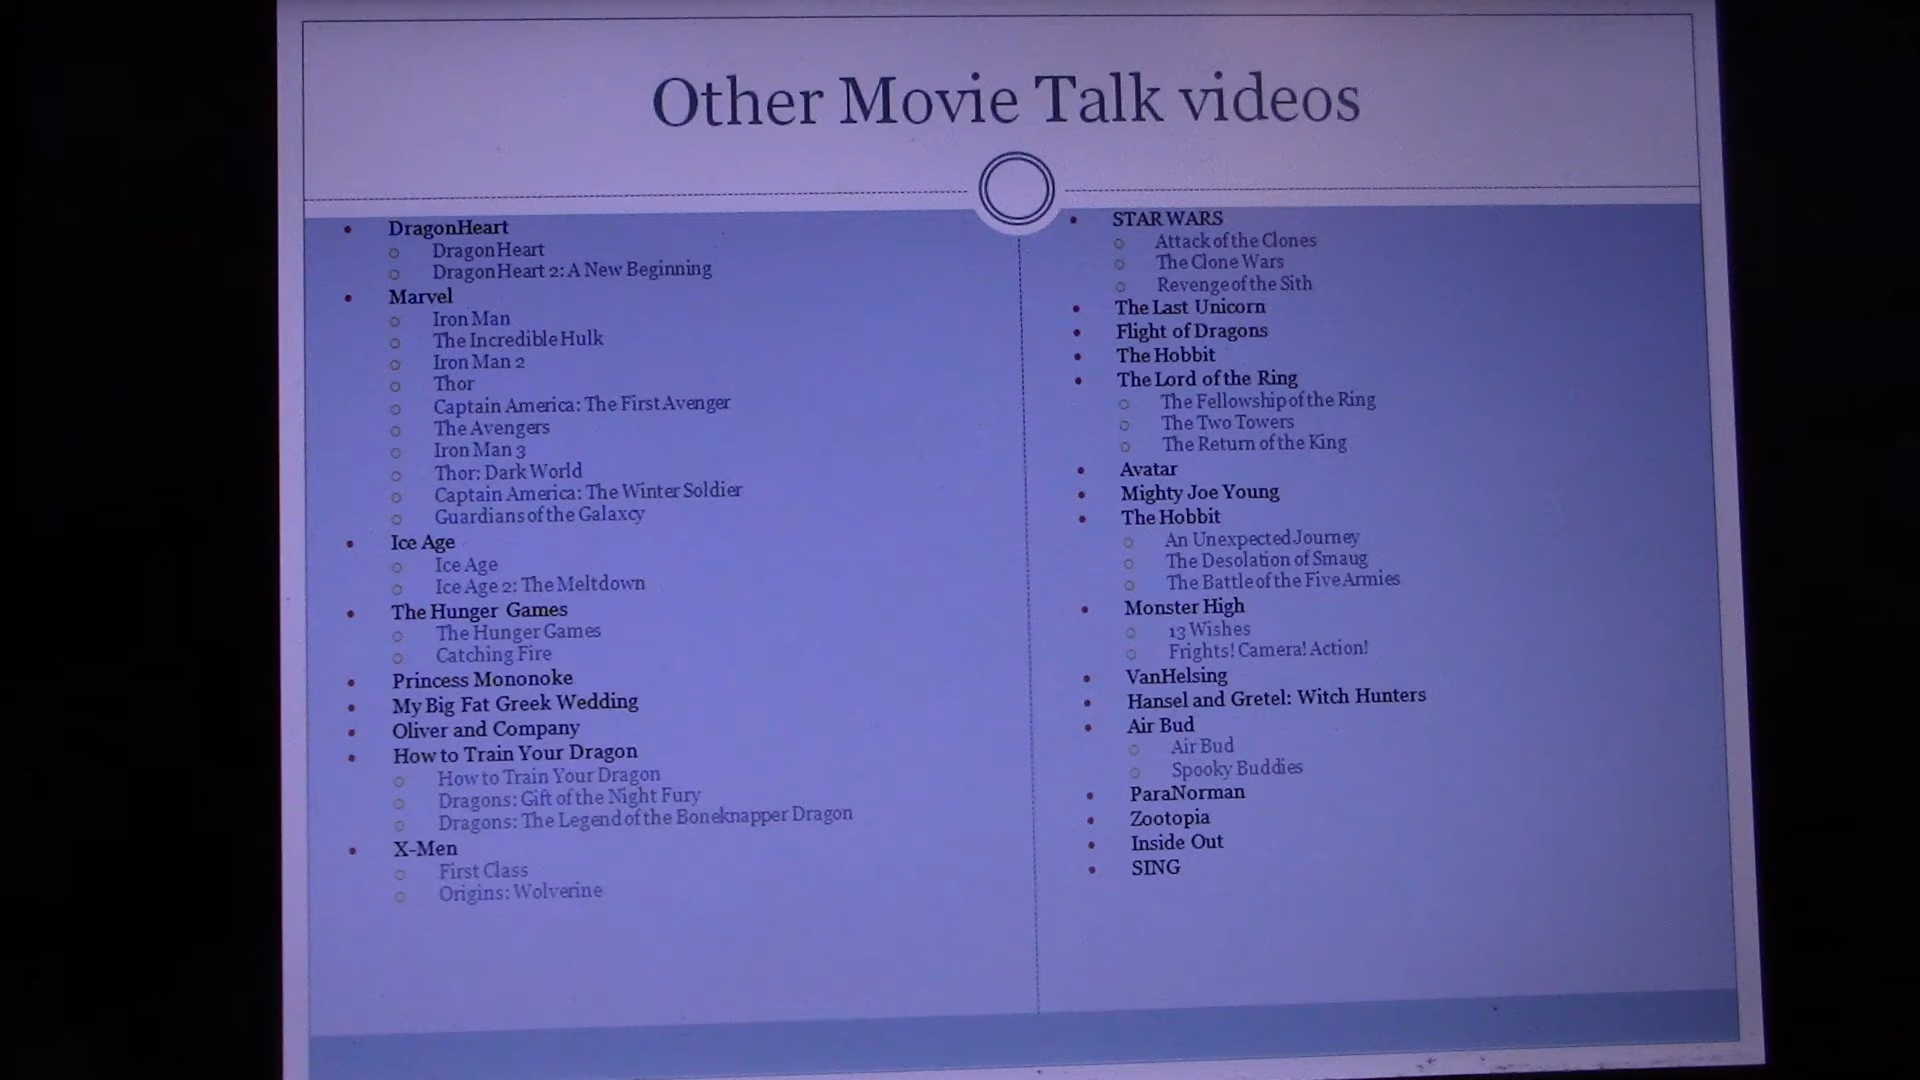 Other Movie Talk videos
DragonHeart
DragonHeart
DragonHeart 2: A New Beginning
Marvel
Iron Man
The Incredible Hulk
Iron Man 2
Thor
Captain America: The First Avenger
The Avengers
Iron Man 3
Thor: Dark World
Captain America: The Winter Soldier
Guardians of the Galaxcy
Ice Age
Ice Age
Ice Age 2: The Meltdown
The Hunger Games
The Hunger Games
Catching Fire
Princess Mononoke
My Big Fat Greek Wedding
Oliver and Company
How to Train Your Dragon
How to Train Your Dragon
Dragons: Gift of the Night Fury
Dragons: The Legend of the Boneknapper Dragon
X-Men
First Class
Origins: Wolverine
STAR WARS
Attack of the Clones
The Clone Wars
Revenge of the Sith
The Last Unicorn
Flight of Dragons
The Hobbit
The Lord of the Ring
The Fellowship of the Ring
The Two Towers
The Return of the King
Avatar
Mighty Joe Young
The Hobbit
An Unexpected Journey
The Desolation of Smaug
The Battle of the Five Armies
Monster High
13 Wishes
Frights! Camera! Action!
VanHelsing
Hansel and Gretel: Witch Hunters
Air Bud
Air Bud
Spooky Buddies
ParaNorman
Zootopia
Inside Out
SING